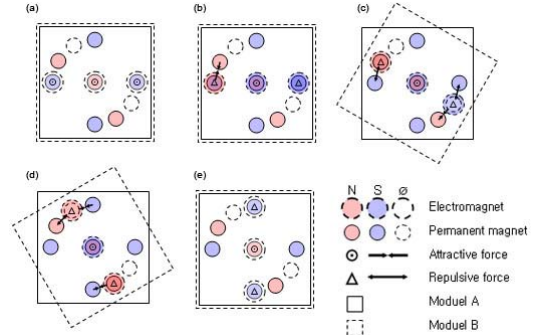 (a)
(b)
(c)
(d)
(e)
N S ø
Electromagnet
Permanent magnet
Attractive force
Repulsive force
Moduel A
Moduel B